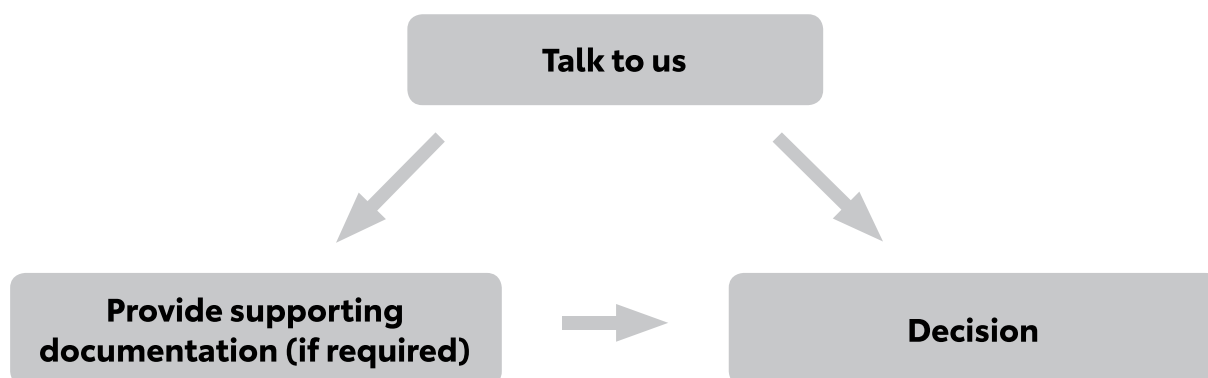 Talk to us
Provide supporting
documentation (if required)
Decision